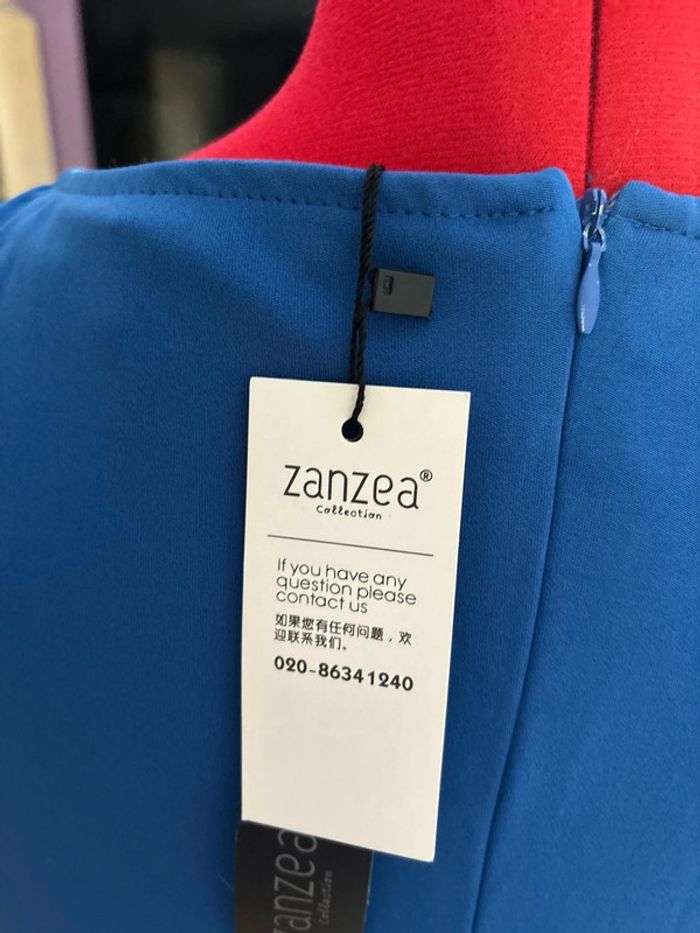 zanzea®
Collection
If you have any
question please
contact us
如果您有任何问题，欢
迎联系我们。
020-86341240
zanzea
Collection